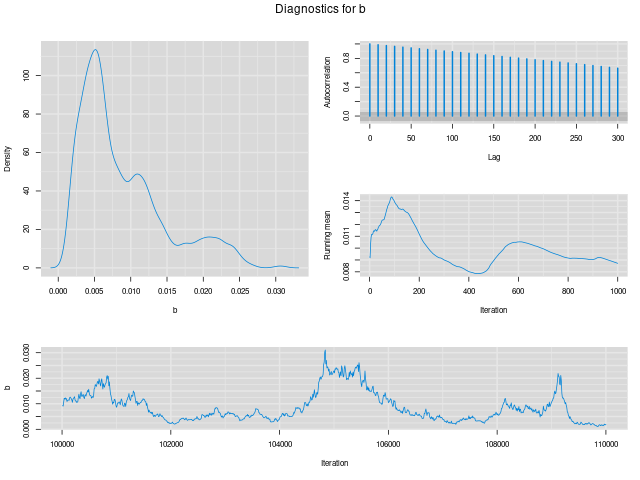 Diagnostics for b
Density
0 20 40 60 80 100
0.000 0.005 0.010 0.015 0.020 0.025 0.030
b
Autocorrelation
0.0 0.4 0.8
0 50 100 150 200 250 300
Lag
Running mean
0.008 0.011 0.014
0 200 400 600 800 1000
Iteration
b
0.000 0.010 0.020 0.030
100000 102000 104000 106000 108000 110000
Iteration